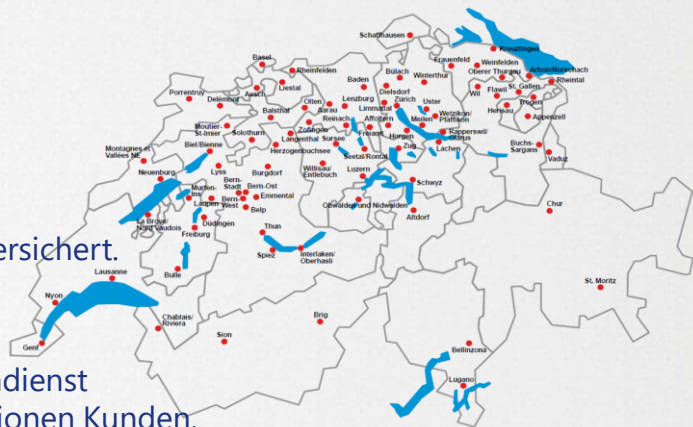 Schaffhausen
Kreuzlingen
Basel
Rheinfelden
Frauenfeld
Weinfelden
Oberer Thurgau
Arbon/Rorschach
Rheintal
Liestal
Aesch
Baden
Bülach
Winterthur
Dielsdorf
Limmattal
Zürich
Wil
Flawil
St. Gallen
Trogen
Herisau
Appenzell
Porrentruy
Delémont
Balsthal
Olten
Aarau
Lenzburg
Reinach
Zofingen
Affoltern
Freiamt
Horgen
Meilen
Uster
Wetzikon/
Pfäffikon
Rapperswil/
Glarus
Lachen
Moutier-
St-Imier
Solothurn
Langenthal
Sursee
Herzogenbuchsee
Seetal/Rontal
Zug
Buchs-
Sargans
Vaduz
Montagnes et
Vallées NE
Biel/Bienne
Neuenburg
Lyss
Burgdorf
Willisau/
Entlebuch
Luzern
Schwyz
Murten-
Ins
Laupen
Bern-
Stadt
Bern-Ost
Bern-
West
Emmental
Belp
Obwalden und Nidwalden
Altdorf
Chur
La Broye/
Nord Vaudois
Düdingen
Freiburg
Thun
Spiez
Interlaken/
Oberhasli
Bulle
ersichert.
Lausanne
Nyon
Genf
Chablais/
Riviera
Sion
Brig
St. Moritz
Bellinzona
Lugano
ndienst
ionen Kunden.